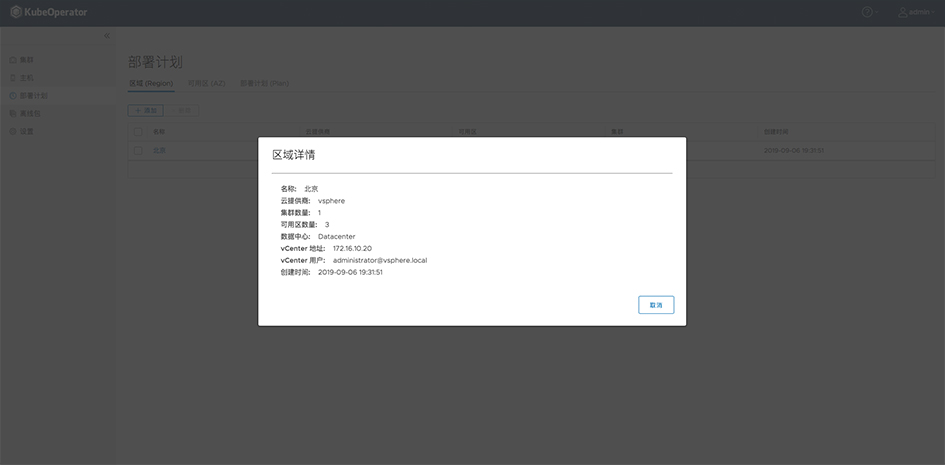 KubeOperator
admin
集群
主机
部署计划
离线包
设置
部署计划
区域 (Region) 可用区 (AZ) 部署计划 (Plan)
添加
名称 云提供商 可用区 集群 创建时间
北京 2019-09-06 19:31:51
区域详情
名称: 北京
云提供商: vsphere
集群数量: 1
可用区数量: 3
数据中心: Datacenter
vCenter 地址: 172.16.10.20
vCenter 用户: administrator@vsphere.local
创建时间: 2019-09-06 19:31:51
取消